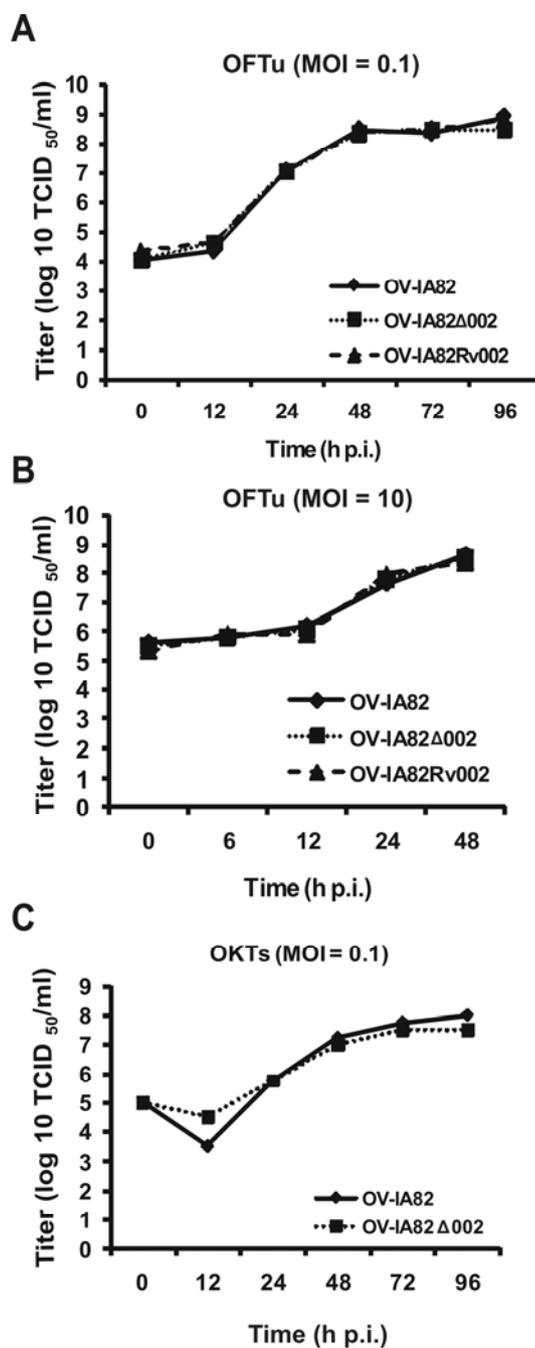 A
OFTu (MOI = 0.1)
Titer (log 10 TCID 50/ml)
10
9
8
7
6
5
4
3
2
1
0
OV-IA82
OV-IA82Δ002
OV-IA82Rv002
0 12 24 48 72 96
Time (h p.i.)
B
OFTu (MOI = 10)
Titer (log 10 TCID 50/ml)
10
9
8
7
6
5
4
3
2
1
0
OV-IA82
OV-IA82Δ002
OV-IA82Rv002
0 6 12 24 48
Time (h p.i.)
C
OKTs (MOI = 0.1)
Titer (log 10 TCID 50/ml)
9
8
7
6
5
4
3
2
1
0
OV-IA82
OV-IA82Δ002
0 12 24 48 72 96
Time (h p.i.)